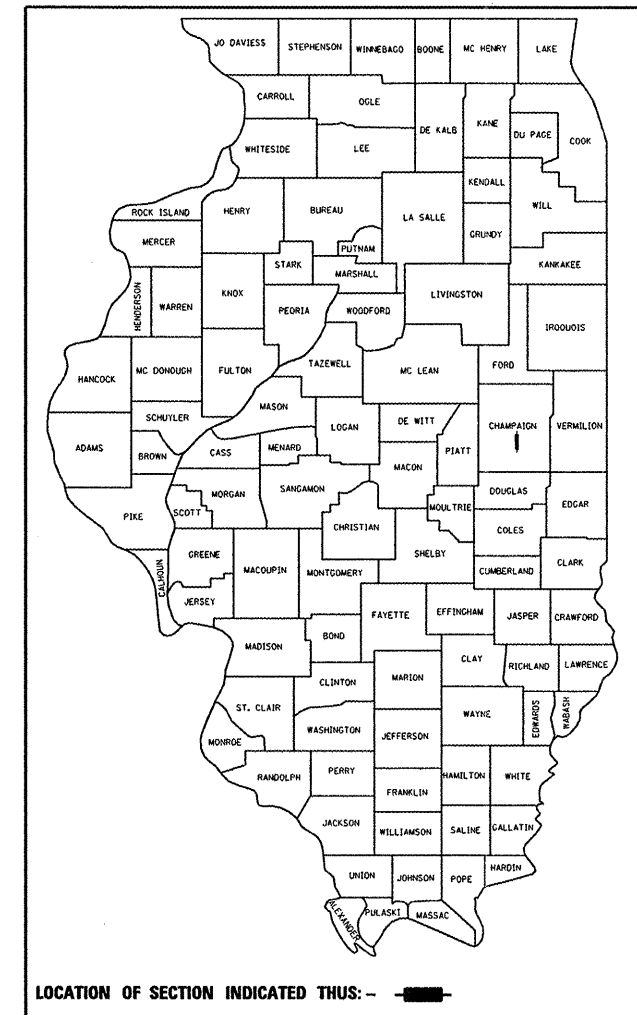 JO DAVIESS
STEPHENSON
WINNEBAGO
BOONE
MC HENRY
LAKE
CARROLL
OGLE
DE KALB
KANE
DU PAGE
COOK
WHITESIDE
LEE
KENDALL
WILL
ROCK ISLAND
HENRY
BUREAU
LA SALLE
GRUNDY
MERCER
PUTNAM
KANKAKEE
STARK
MARSHALL
HENDERSON
WARREN
KNOX
PEORIA
WOODFORD
LIVINGSTON
IROQUOIS
HANCOCK
MC DONOUGH
FULTON
TAZEWELL
MC LEAN
FORD
SCHUYLER
MASON
LOGAN
DE WITT
CHAMPAIGN
VERMILION
ADAMS
BROWN
CASS
MENARD
MACON
PIATT
PIKE
SCOTT
MORGAN
SANGAMON
CHRISTIAN
MOULTRIE
DOUGLAS
EDGAR
COLES
CALHOUN
GREENE
MACOUPIN
MONTGOMERY
SHELBY
CUMBERLAND
CLARK
JERSEY
FAYETTE
EFFINGHAM
JASPER
CRAWFORD
MADISON
BOND
CLAY
RICHLAND
LAWRENCE
CLINTON
MARION
ST. CLAIR
WAYNE
EDWARDS
WABASH
MONROE
WASHINGTON
JEFFERSON
RANDOLPH
PERRY
HAMILTON
WHITE
FRANKLIN
JACKSON
WILLIAMSON
SALINE
GALLATIN
UNION
JOHNSON
POPE
HARDIN
ALEXANDER
PULASKI
MASSAC
LOCATION OF SECTION INDICATED THUS: -